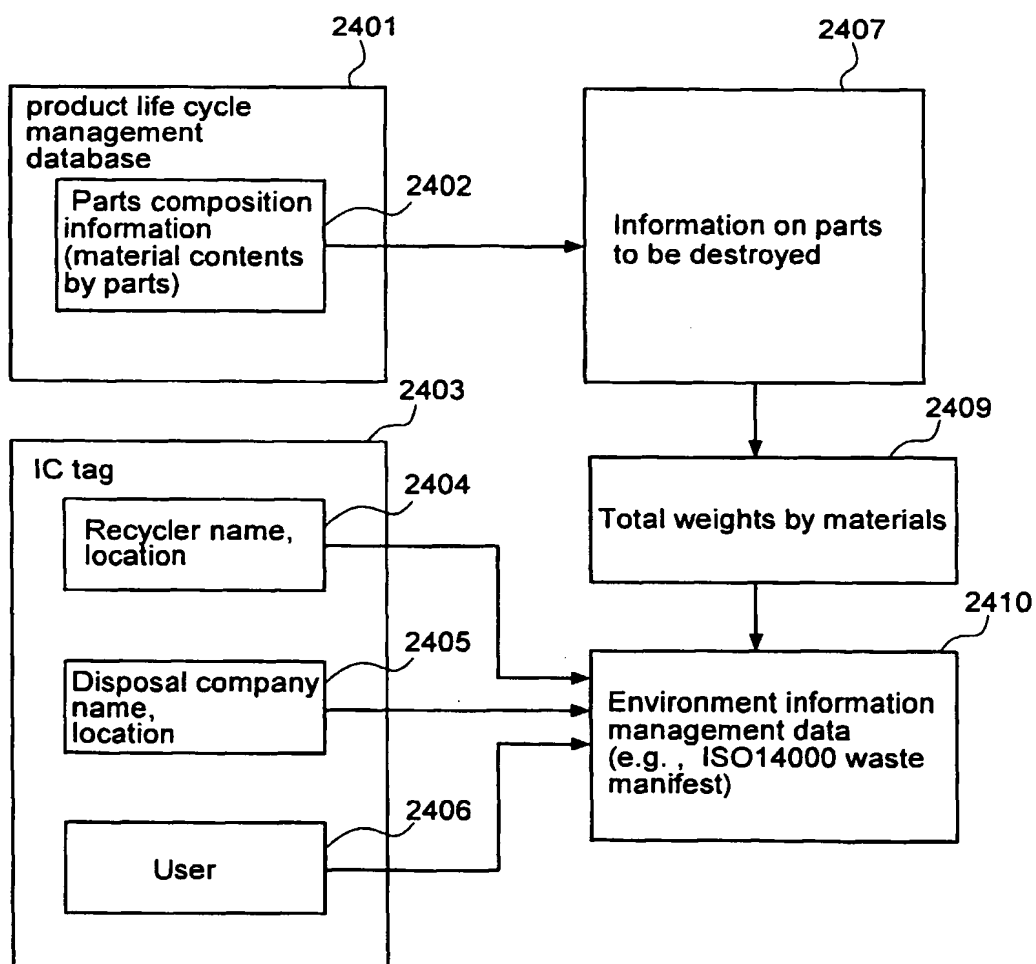 2401
product life cycle
management
database
2402
Parts composition
information
(material contents
by parts)
2407
Information on parts
to be destroyed
2403
IC tag
2404
Recycler name,
location
2405
Disposal company
name,
location
2406
User
2409
Total weights by materials
2410
Environment information
management data
(e.g. , ISO14000 waste
manifest)